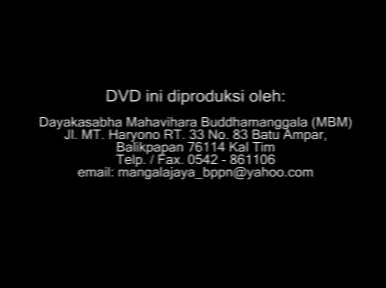 DVD ini diproduksi oleh:
Dayakasabha Mahavihara Buddhamanggala (MBM)
Jl. MT. Haryono RT. 33 No. 83 Batu Ampar,
Balikpapan 76114 Kal Tim
Telp. / Fax. 0542 - 861106
email: mangalajaya_bppn@yahoo.com